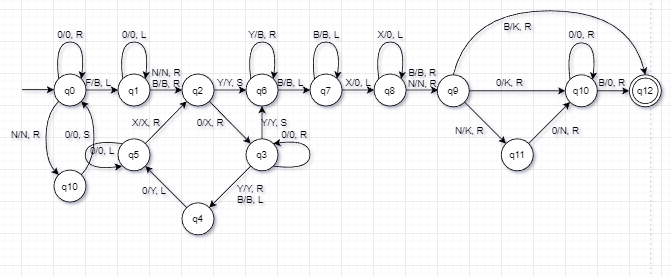 B/K, R
0/0, R
0/0, L
Y/B, R
B/B, L
X/0, L
0/0, R
N/N, R
B/B, R
B/B, R
N/N, R
q0
F/B, L
q1
q2
Y/Y, S
q6
B/B, L
q7
X/0, L
q8
q9
0/K, R
q10
B/0, R
q12
N/N, R
0/0, S
X/X, R
0/X, R
Y/Y, S
0/0, R
N/K, R
0/N, R
0/0, L
q5
q3
q11
q10
0/Y, L
Y/Y, R
B/B, L
q4